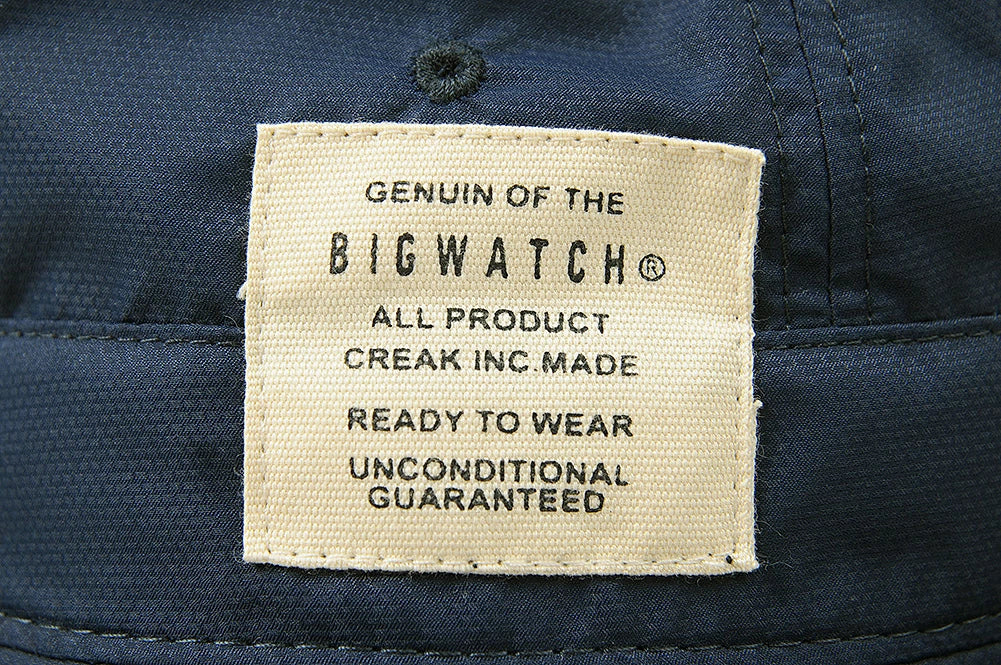 GENUIN OF THE
BIGWATCH®
ALL PRODUCT
CREAK INC.MADE
READY TO WEAR
UNCONDITIONAL
GUARANTEED